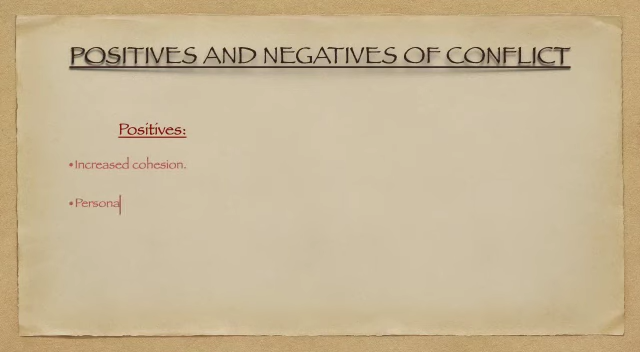 POSITIVES AND NEGATIVES OF CONFLICT
Positives:
•Increased cohesion.
•Persona